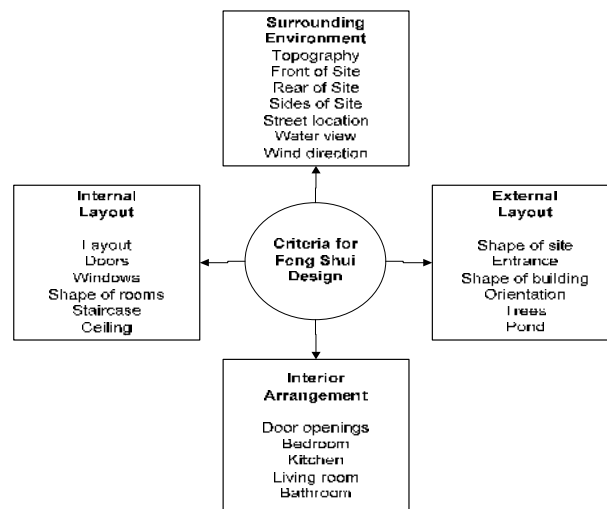 Surrounding
Environment
Topography
Front of Site
Rear of Site
Sides of Site
Street location
Water view
Wind direction
Internal
Layout
Layout
Doors
Windows
Shape of rooms
Staircase
Ceiling
Criteria for
Feng Shui
Design
External
Layout
Shape of site
Entrance
Shape of building
Orientation
Trees
Pond
Interior
Arrangement
Door openings
Bedroom
Kitchen
Living room
Bathroom